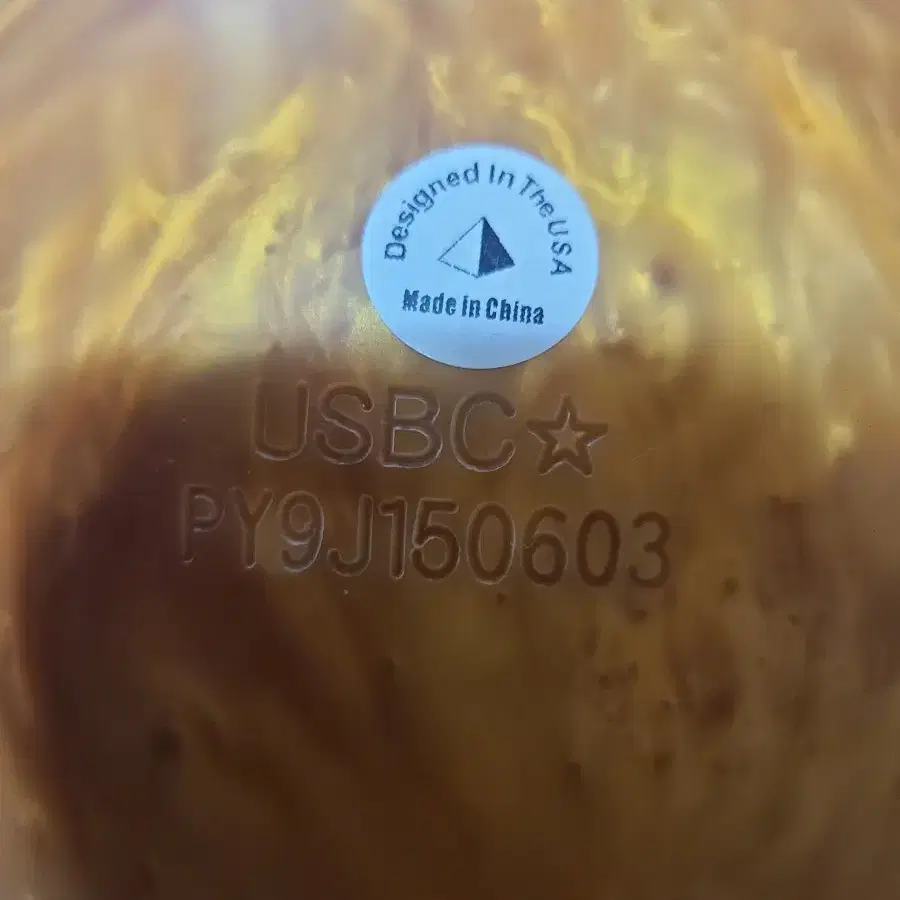 Designed In The USA
Made in China
USBC☆
PY9J150603